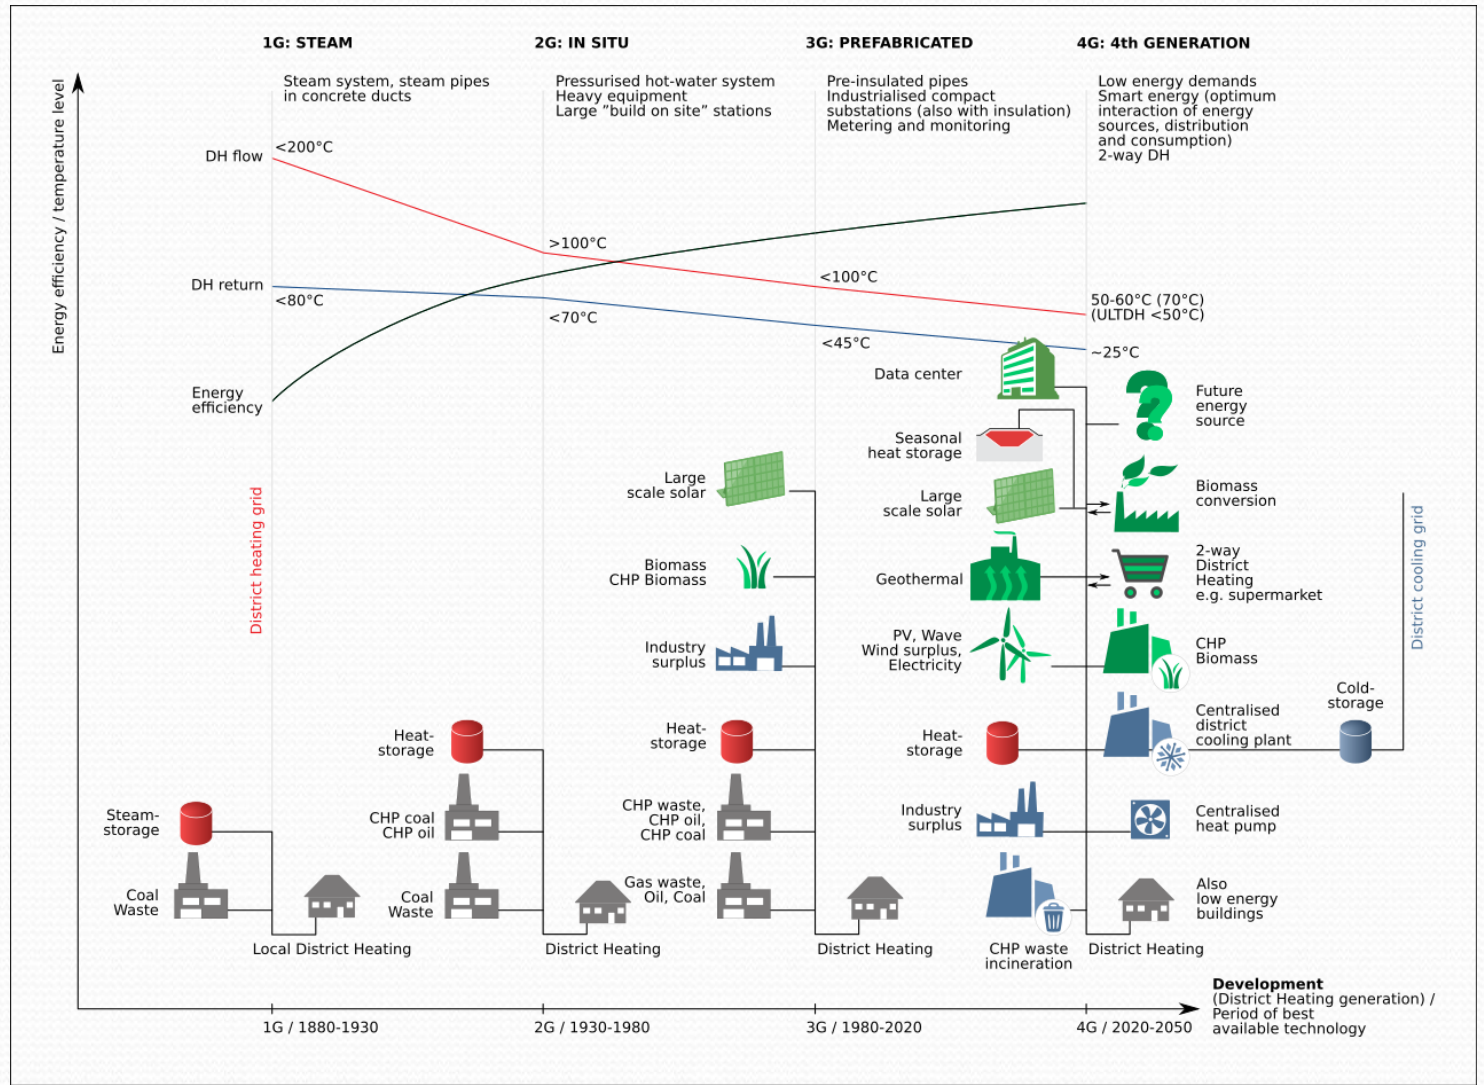 1G: STEAM
2G: IN SITU
3G: PREFABRICATED
4G: 4th GENERATION
Steam system, steam pipes
in concrete ducts
Pressurised hot-water system
Heavy equipment
Large ”build on site” stations
Pre-insulated pipes
Industrialised compact
substations (also with insulation)
Metering and monitoring
Low energy demands
Smart energy (optimum
interaction of energy
sources, distribution
and consumption)
2-way DH
Energy efficiency / temperature level
DH flow
<200°C
>100°C
<100°C
50-60°C (70°C)
(ULTDH <50°C)
DH return
<80°C
<70°C
<45°C
~25°C
Energy
efficiency
District heating grid
Steam-
storage
Coal
Waste
Local District Heating
Heat-
storage
CHP coal
CHP oil
Coal
Waste
District Heating
Large
scale solar
Biomass
CHP Biomass
Industry
surplus
Heat-
storage
CHP waste,
CHP oil,
CHP coal
Gas waste,
Oil, Coal
District Heating
Data center
Seasonal
heat storage
Large
scale solar
Geothermal
PV, Wave
Wind surplus,
Electricity
Heat-
storage
Industry
surplus
CHP waste
incineration
Future
energy
source
Biomass
conversion
2-way
District
Heating
e.g. supermarket
CHP
Biomass
Centralised
district
cooling plant
Centralised
heat pump
Also
low energy
buildings
District Heating
Cold-
storage
District cooling grid
1G / 1880-1930
2G / 1930-1980
3G / 1980-2020
4G / 2020-2050
Development
(District Heating generation) /
Period of best
available technology